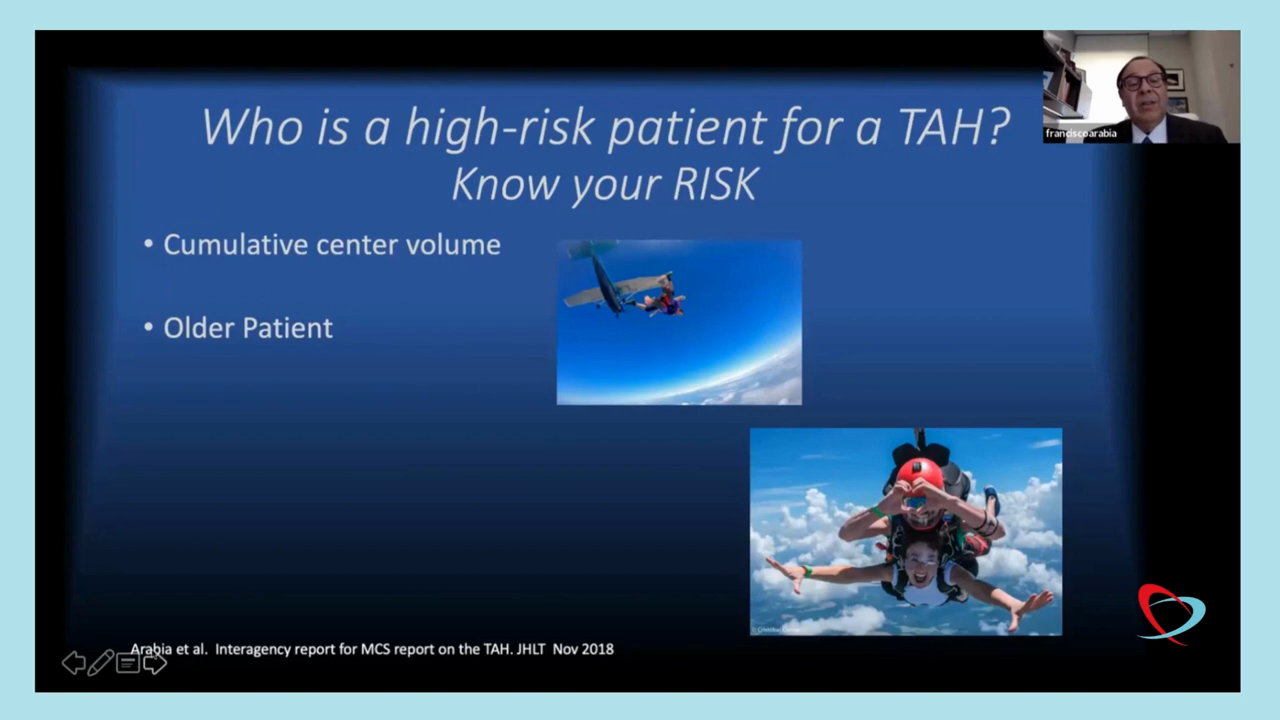 Who is a high-risk patient for a TAH?
Know your RISK
franciscoarabia
• Cumulative center volume
• Older Patient
Arabia et al. Interagency report for MCS report on the TAH. JHLT Nov 2018